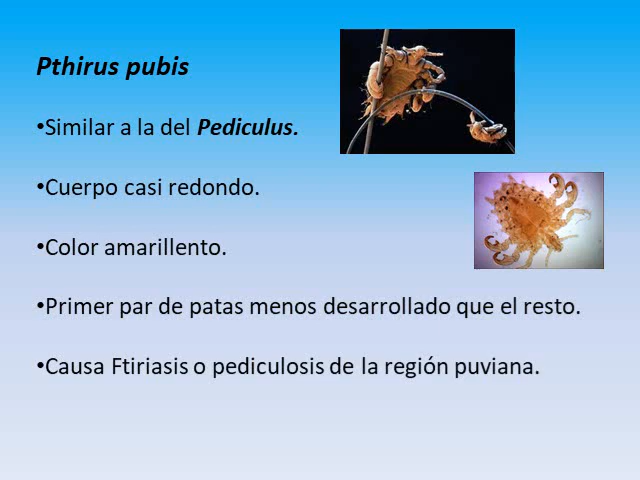 Pthirus pubis
•Similar a la del Pediculus.
•Cuerpo casi redondo.
•Color amarillento.
•Primer par de patas menos desarrollado que el resto.
•Causa Ftiriasis o pediculosis de la región puviana.